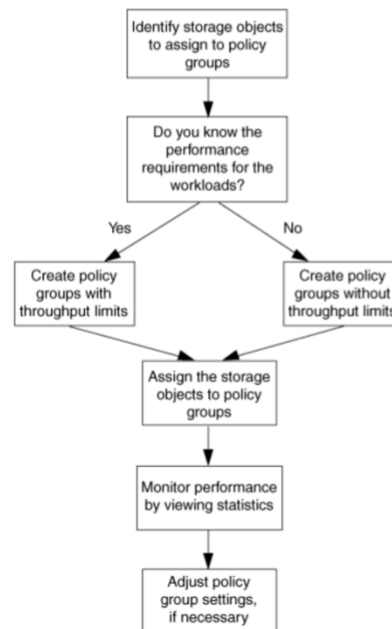 Identify storage objects
to assign to policy
groups
Do you know the
performance
requirements for the
workloads?
Yes
No
Create policy
groups with
throughput limits
Create policy
groups without
throughput limits
Assign the storage
objects to policy
groups
Monitor performance
by viewing statistics
Adjust policy
group settings,
if necessary